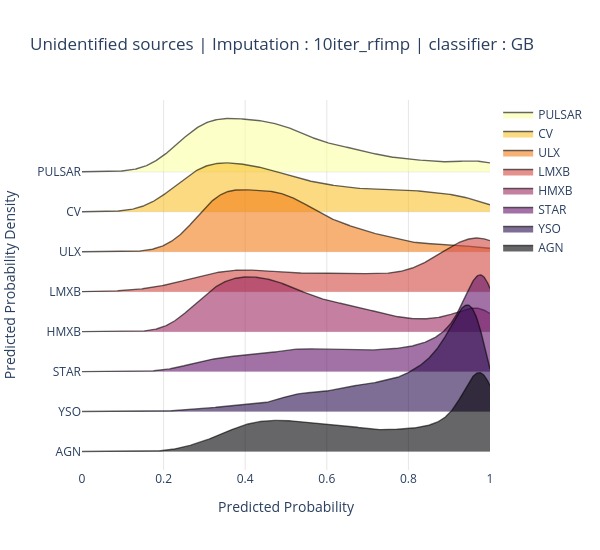 Unidentified sources | Imputation : 10iter_rfimp | classifier : GB
PULSAR
CV
ULX
LMXB
HMXB
STAR
YSO
AGN
Predicted Probability Density
PULSAR
CV
ULX
LMXB
HMXB
STAR
YSO
AGN
0 0.2 0.4 0.6 0.8 1
Predicted Probability